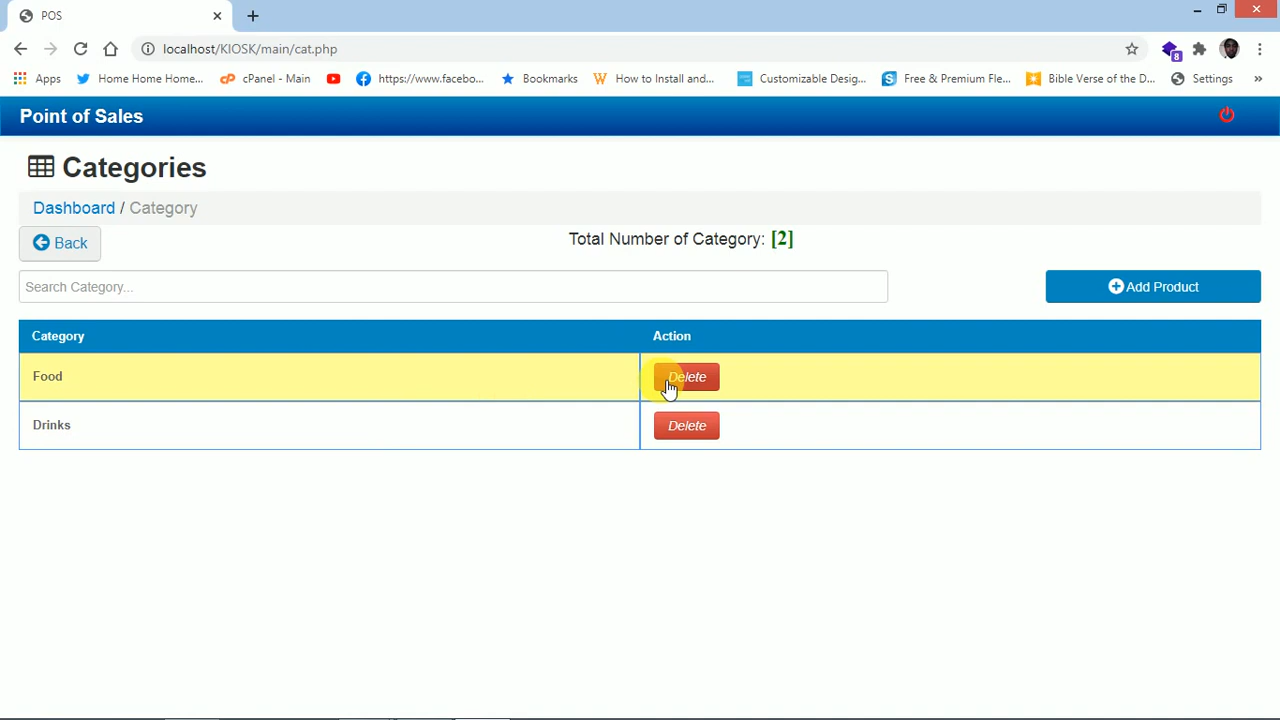 POS
localhost/KIOSK/main/cat.php
8
Apps
Home Home Home...
cPanel - Main
https://www.facebo...
Bookmarks
How to Install and...
Customizable Desig...
Free & Premium Fle...
Bible Verse of the D...
Settings
»
Point of Sales
Categories
Dashboard / Category
Back
Total Number of Category: [2]
Search Category...
Add Product
Category Action
Food Delete
Drinks Delete